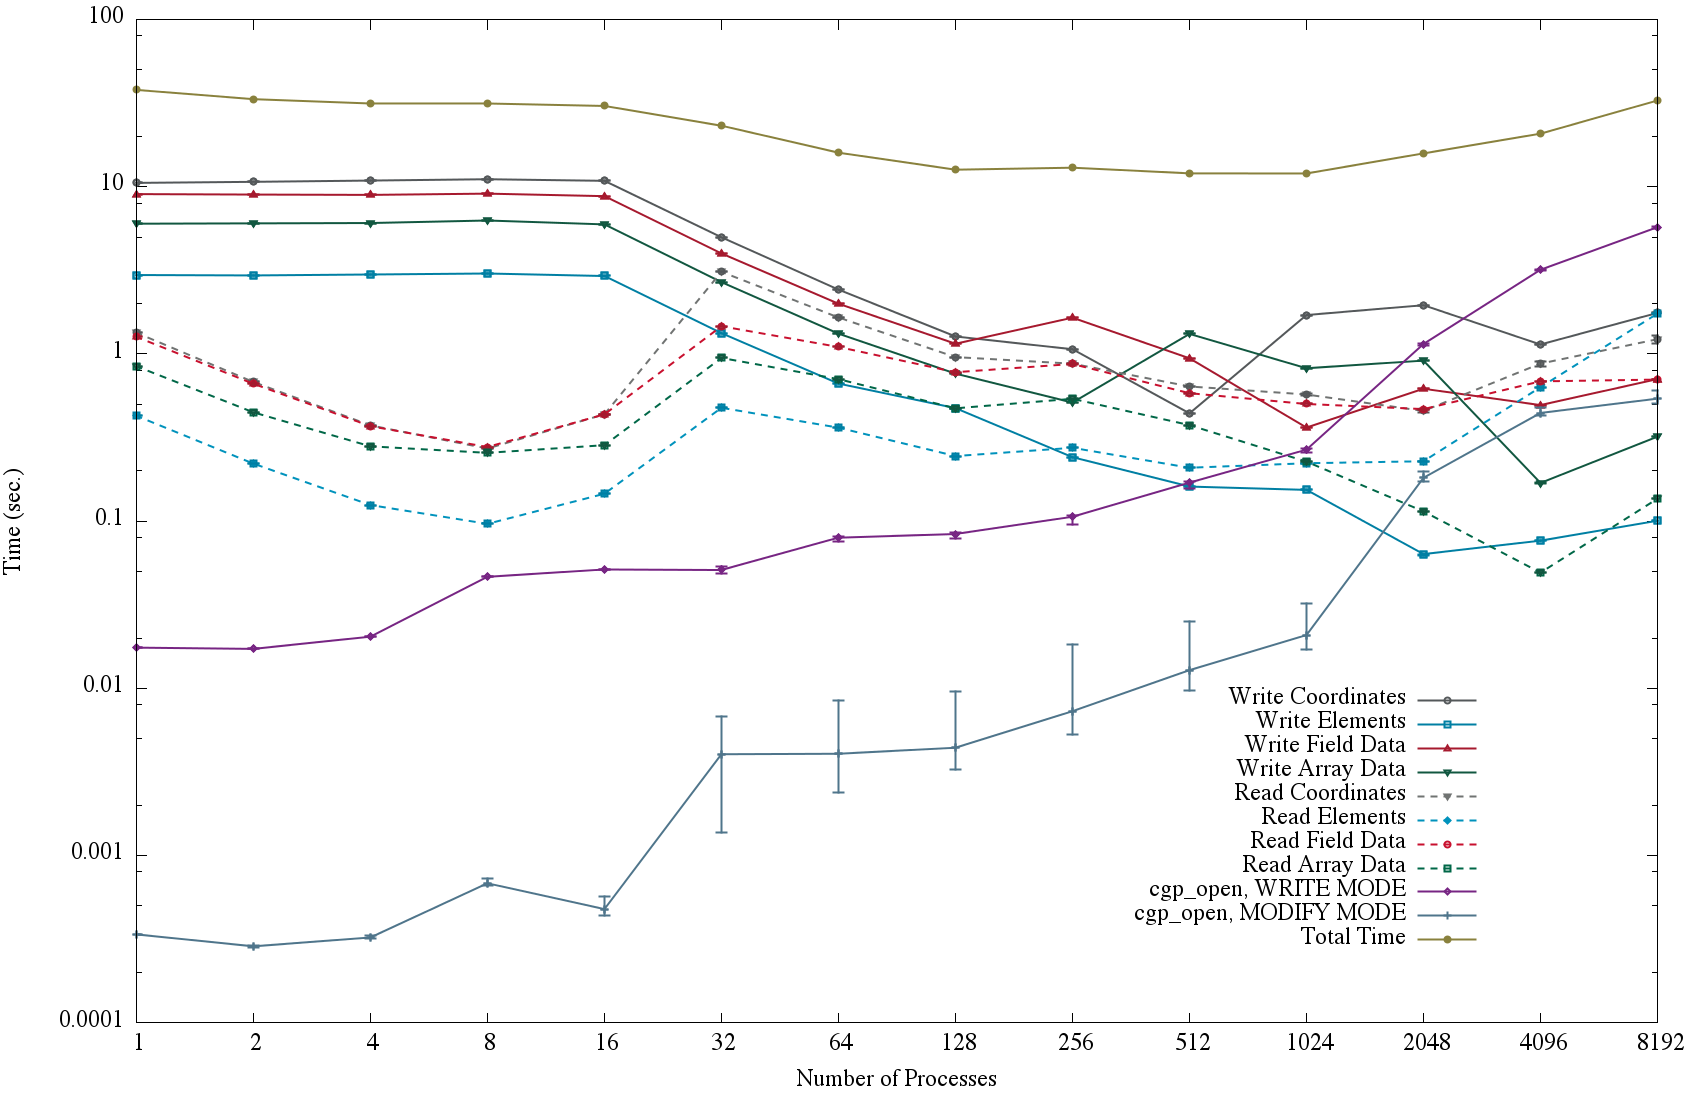 100
10
1
0.1
0.01
0.001
0.0001
Time (sec.)
Write Coordinates
Write Elements
Write Field Data
Write Array Data
Read Coordinates
Read Elements
Read Field Data
Read Array Data
cgp_open, WRITE MODE
cgp_open, MODIFY MODE
Total Time
1 2 4 8 16 32 64 128 256 512 1024 2048 4096 8192
Number of Processes